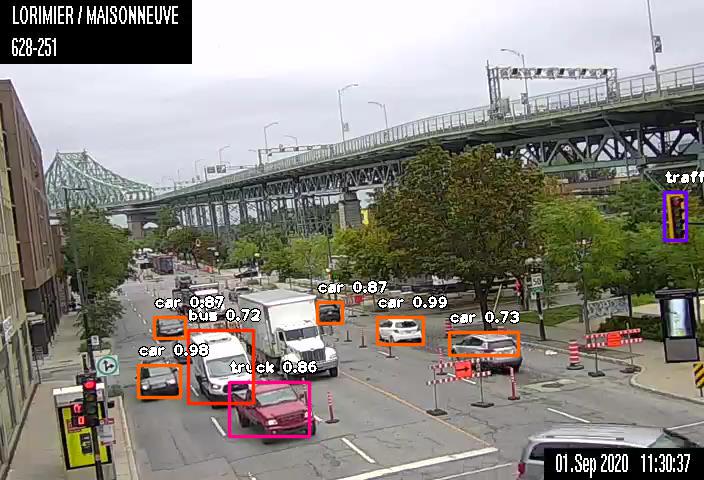 LORIMIER / MAISONNEUVE
628-251
traff
car 0.87
car 0.87
car 0.99
bus 0.72
car 0.73
car 0.98
truck 0.86
01.Sep 2020 11:30:37